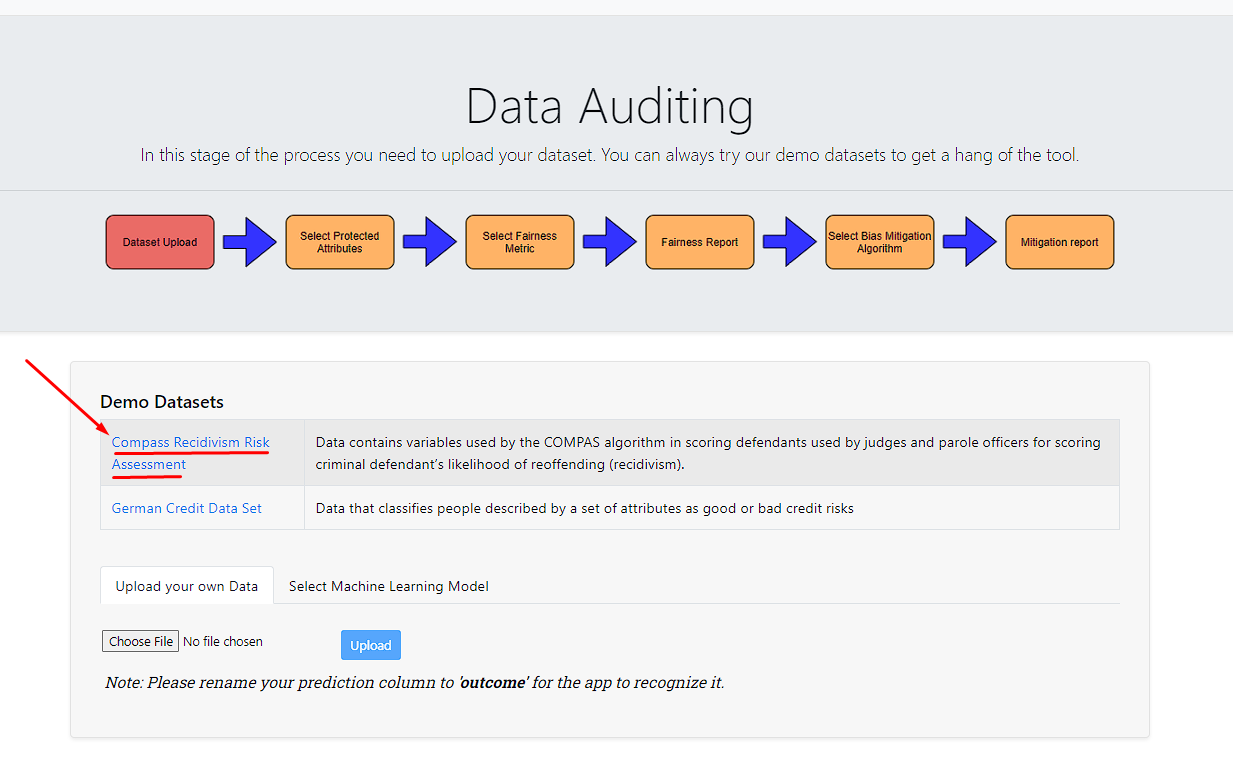 Data Auditing
In this stage of the process you need to upload your dataset. You can always try our demo datasets to get a hang of the tool.
Dataset Upload
Select Protected
Attributes
Select Fairness
Metric
Fairness Report
Select Bias Mitigation
Algorithm
Mitigation report
Demo Datasets
Compass Recidivism Risk
Assessment
Data contains variables used by the COMPAS algorithm in scoring defendants used by judges and parole officers for scoring
criminal defendant’s likelihood of reoffending (recidivism).
German Credit Data Set
Data that classifies people described by a set of attributes as good or bad credit risks
Upload your own Data
Select Machine Learning Model
Choose File No file chosen
Upload
Note: Please rename your prediction column to 'outcome' for the app to recognize it.